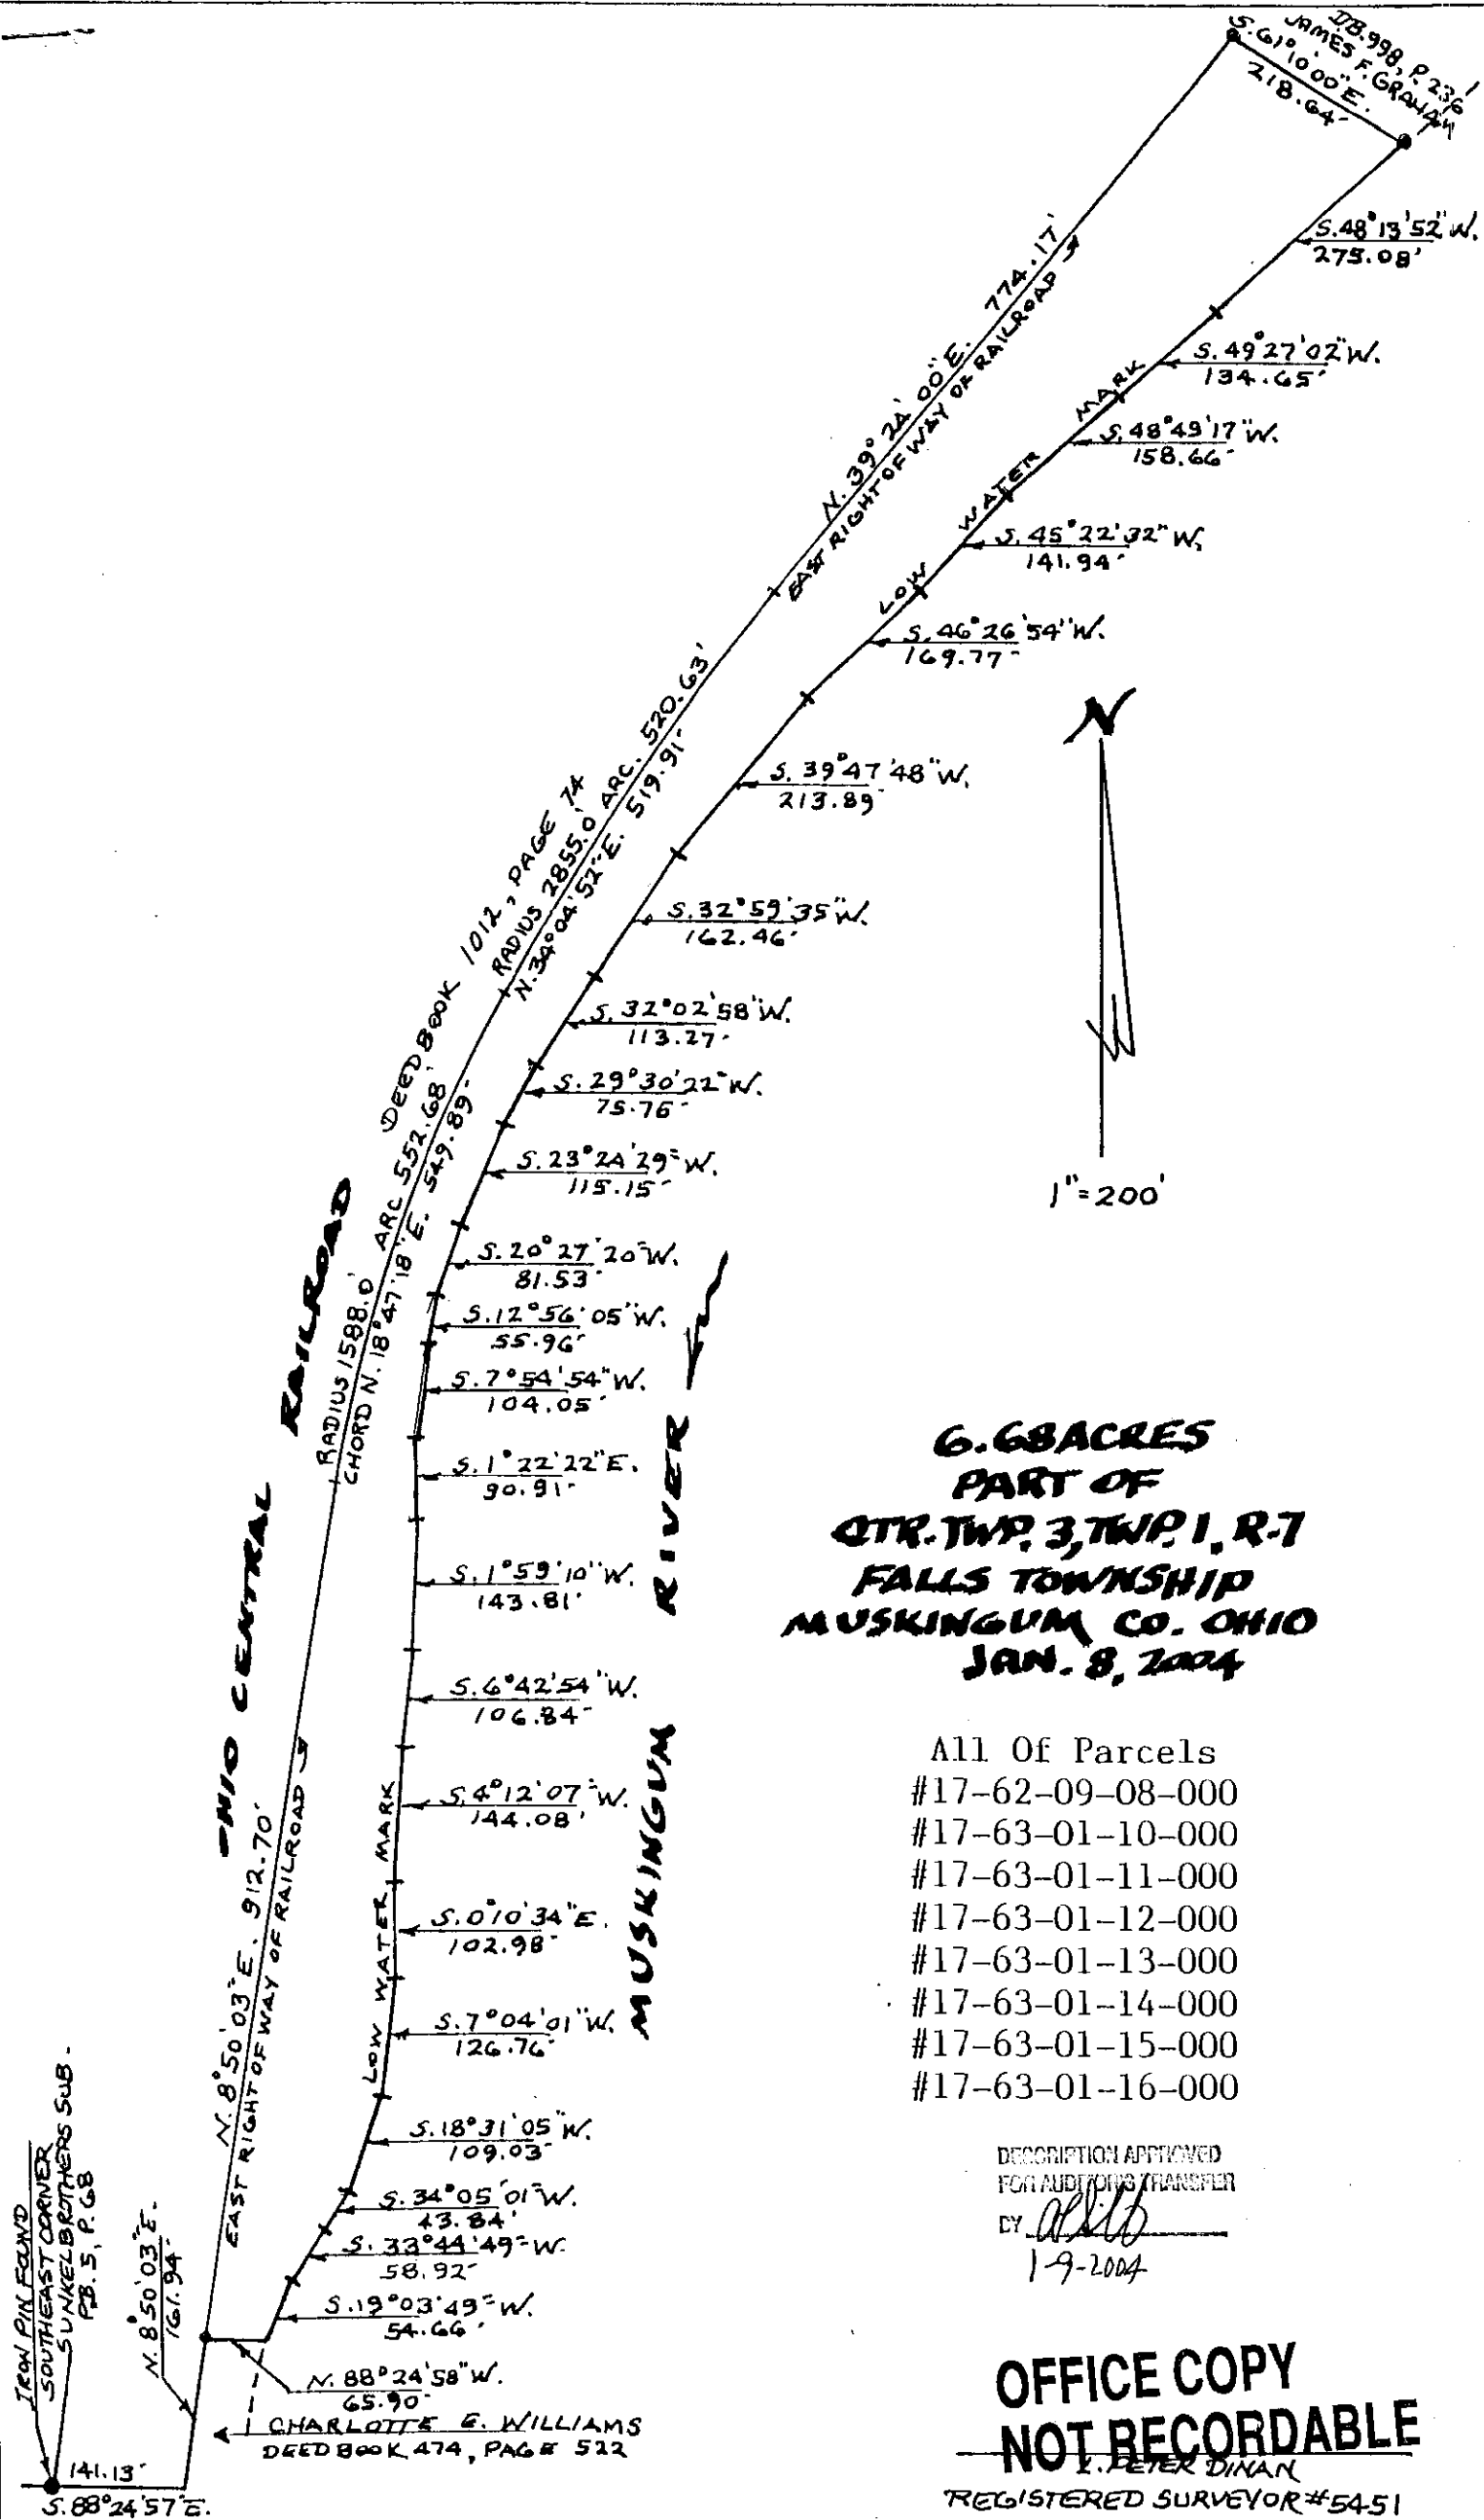 D.B. 998, P. 236
JAMES F. GRAHAM
S. 61° 10' 00" E.
218.64'
S. 48° 13' 52" W.
275.08'
S. 49° 27' 02" W.
134.65'
S. 48° 49' 17" W.
158.66'
S. 45° 22' 32" W.
141.94'
S. 46° 26' 54" W.
169.77'
S. 39° 47' 48" W.
213.89'
S. 32° 59' 35" W.
162.46'
S. 32° 02' 58" W.
113.27'
S. 29° 30' 22" W.
75.76'
S. 23° 24' 29" W.
115.15'
S. 20° 27' 20" W.
81.53'
S. 12° 56' 05" W.
55.96'
S. 7° 54' 54" W.
104.05'
S. 1° 22' 22" E.
90.91'
S. 1° 59' 10" W.
143.81'
S. 6° 42' 54" W.
106.84'
S. 4° 12' 07" W.
144.08'
S. 0° 10' 34" E.
102.98'
S. 7° 04' 01" W.
126.76'
S. 18° 31' 05" W.
109.03'
S. 34° 05' 01" W.
43.84'
S. 33° 44' 49" W.
58.92'
S. 19° 03' 49" W.
54.66'
N. 88° 24' 58" W.
65.90'
CHARLOTTE E. WILLIAMS
DEED BOOK 474, PAGE 522
141.13'
S. 88° 24' 57" E.
IRON PIN FOUND
SOUTHEAST CORNER
SUNKEL BROTHERS SUB.
P.B. 5, P. 68
N. 8° 50' 03" E.
161.94'
N. 8° 50' 03" E. 912.70'
EAST RIGHT OF WAY OF RAILROAD
RADIUS 1588.0' ARC 552.68'
CHORD N. 18° 47' 18" E. 549.89'
DEED BOOK 1012, PAGE 74
RADIUS 2855.0' ARC. 520.63'
N. 34° 04' 52" E. 519.91'
N. 39° 24' 00" E. 774.17'
EAST RIGHT OF WAY OF RAILROAD
LOW WATER MARK
LOW WATER MARK
CENTRAL RAILROAD
MUSKINGUM RIVER
N
1"=200'
6.68 ACRES
PART OF
QTR. TWP. 3, TWP. 1, R-7
FALLS TOWNSHIP
MUSKINGUM CO. OHIO
JAN. 8, 2004
All Of Parcels
#17-62-09-08-000
#17-63-01-10-000
#17-63-01-11-000
#17-63-01-12-000
#17-63-01-13-000
#17-63-01-14-000
#17-63-01-15-000
#17-63-01-16-000
DESCRIPTION APPROVED
FOR AUDITORS TRANSFER
BY
1-9-2004
OFFICE COPY
NOT RECORDABLE
PETER DINAN
REGISTERED SURVEYOR #5451